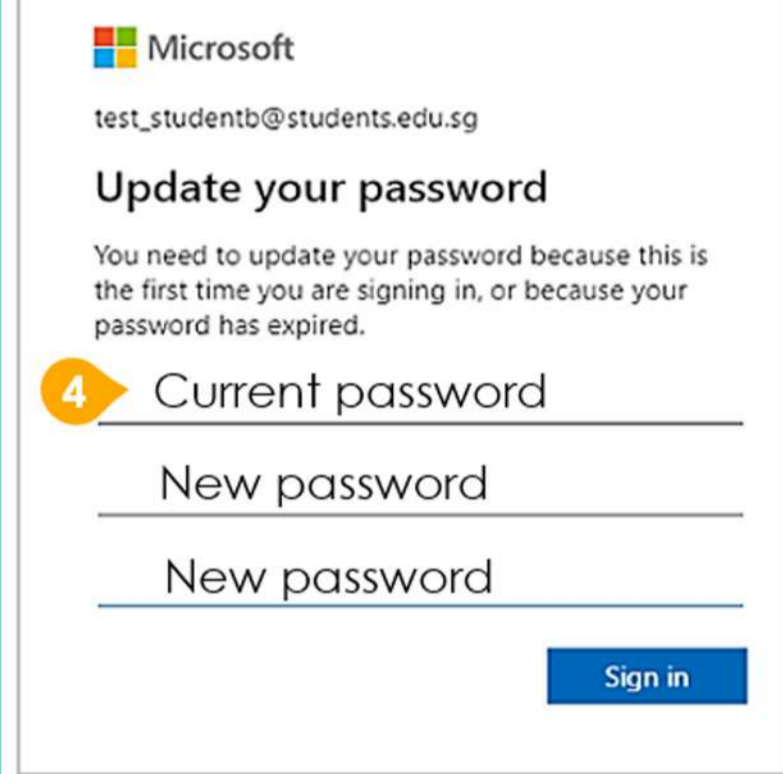 Microsoft
test_studentb@students.edu.sg
Update your password
You need to update your password because this is
the first time you are signing in, or because your
password has expired.
4 Current password
New password
New password
Sign in